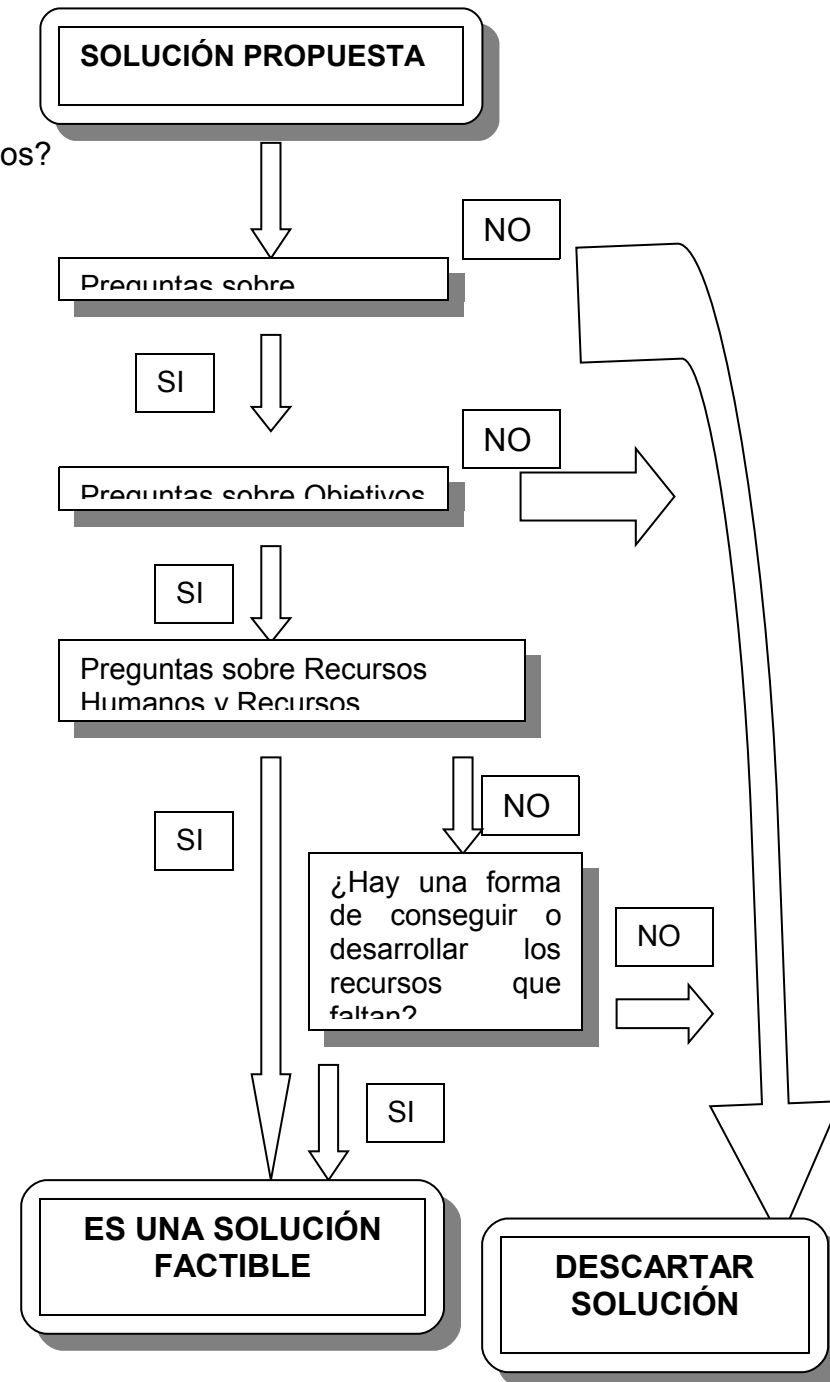 SOLUCIÓN PROPUESTA
os?
NO
Preguntas sobre
SI
NO
Preguntas sobre Objetivos
SI
Preguntas sobre Recursos
Humanos y Recursos
NO
SI
¿Hay una forma
de conseguir o
desarrollar los
recursos que
faltan?
NO
SI
ES UNA SOLUCIÓN
FACTIBLE
DESCARTAR
SOLUCIÓN